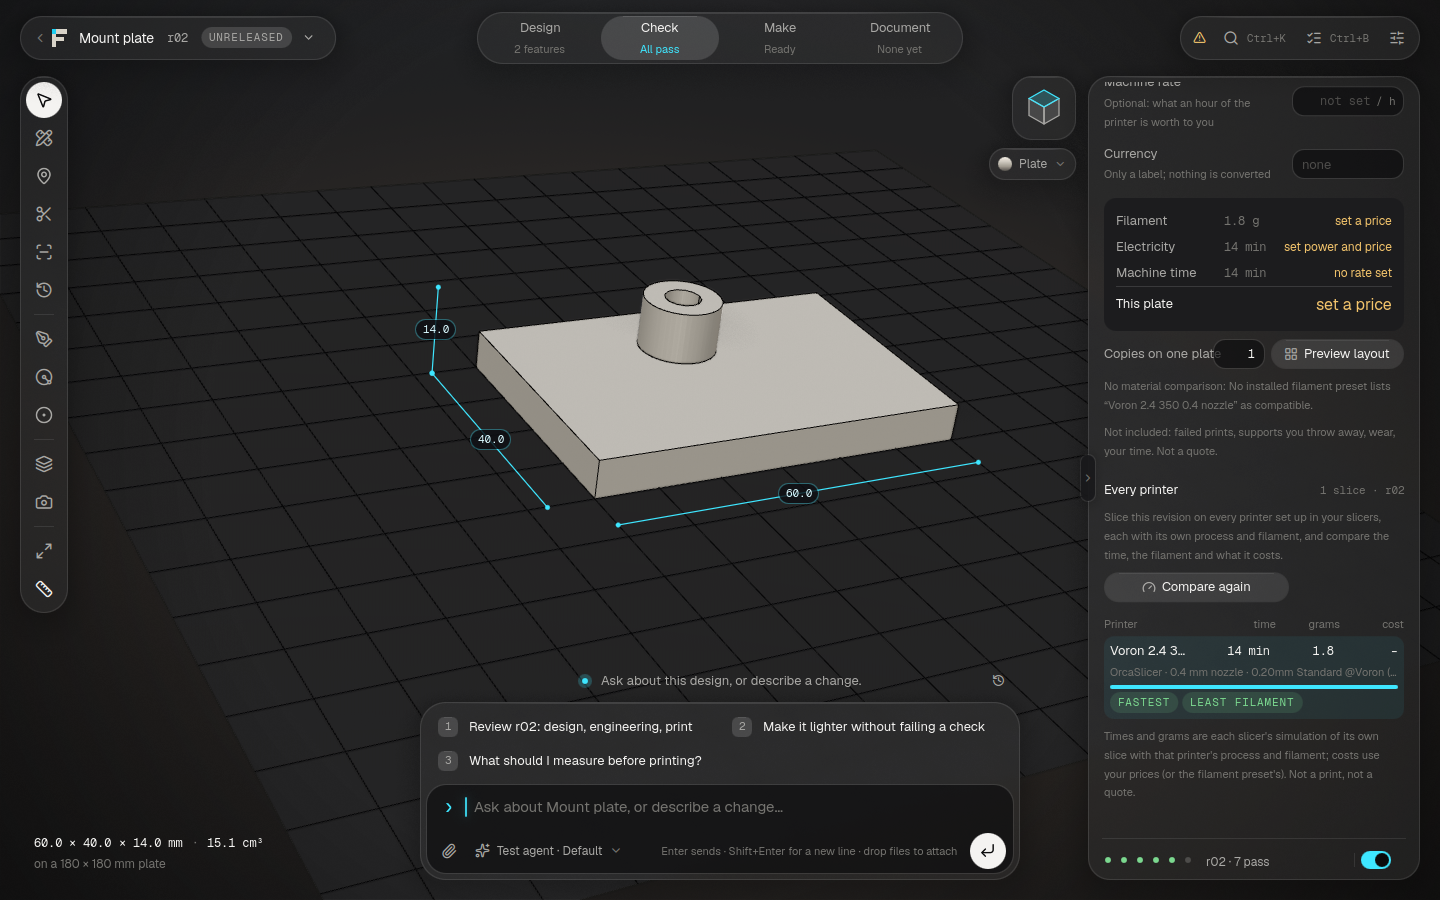 Mount plate r02 UNRELEASED
Design
2 features
Check
All pass
Make
Ready
Document
None yet
Ctrl+K
Ctrl+B
Plate
Machine rate
Optional: what an hour of the
printer is worth to you
not set / h
Currency
Only a label; nothing is converted
none
Filament 1.8 g set a price
Electricity 14 min set power and price
Machine time 14 min no rate set
This plate set a price
Copies on one plate 1 Preview layout
No material comparison: No installed filament preset lists
“Voron 2.4 350 0.4 nozzle” as compatible.
Not included: failed prints, supports you throw away, wear,
your time. Not a quote.
Every printer 1 slice · r02
Slice this revision on every printer set up in your slicers,
each with its own process and filament, and compare the
time, the filament and what it costs.
Compare again
Printer time grams cost
Voron 2.4 3... 14 min 1.8 –
OrcaSlicer · 0.4 mm nozzle · 0.20mm Standard @Voron (...
FASTEST LEAST FILAMENT
Times and grams are each slicer's simulation of its own
slice with that printer's process and filament; costs use
your prices (or the filament preset's). Not a print, not a
quote.
r02 · 7 pass
14.0
40.0
60.0
Ask about this design, or describe a change.
1 Review r02: design, engineering, print
2 Make it lighter without failing a check
3 What should I measure before printing?
Ask about Mount plate, or describe a change...
Test agent · Default
Enter sends · Shift+Enter for a new line · drop files to attach
60.0 × 40.0 × 14.0 mm · 15.1 cm³
on a 180 × 180 mm plate